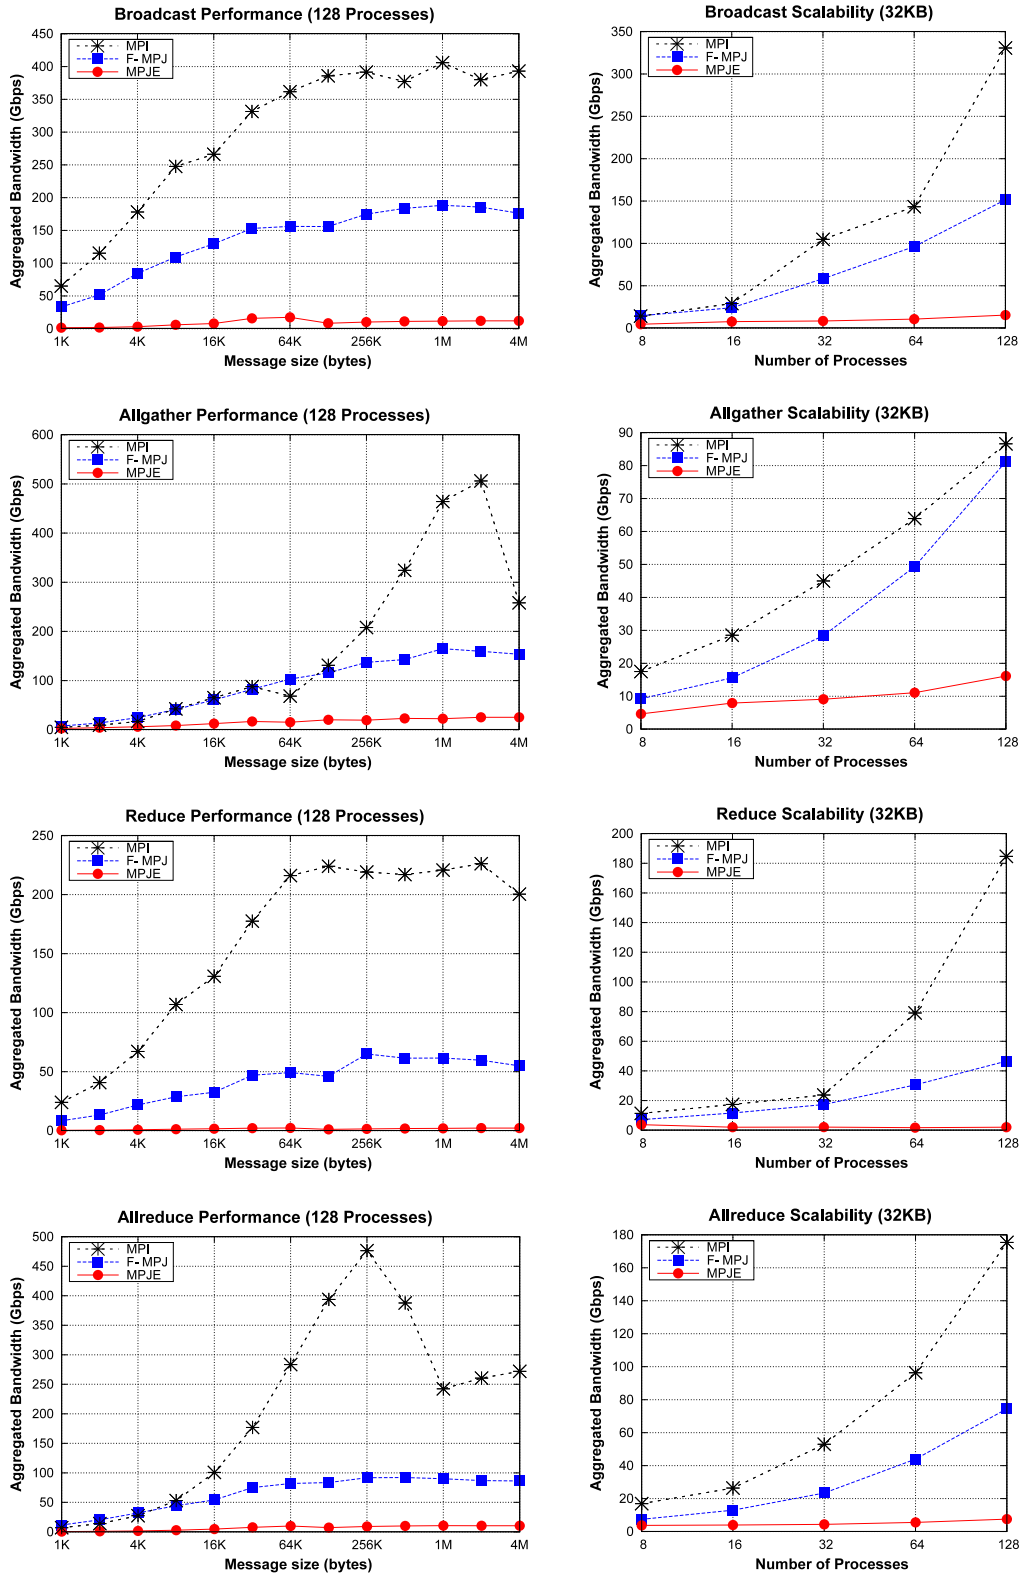 Broadcast Performance (128 Processes)
Aggregated Bandwidth (Gbps)
450
400
350
300
250
200
150
100
50
0
MPI
F-MPJ
MPJE
1K 4K 16K 64K 256K 1M 4M
Message size (bytes)
Broadcast Scalability (32KB)
Aggregated Bandwidth (Gbps)
350
300
250
200
150
100
50
0
MPI
F-MPJ
MPJE
8 16 32 64 128
Number of Processes
Allgather Performance (128 Processes)
Aggregated Bandwidth (Gbps)
600
500
400
300
200
100
0
MPI
F-MPJ
MPJE
1K 4K 16K 64K 256K 1M 4M
Message size (bytes)
Allgather Scalability (32KB)
Aggregated Bandwidth (Gbps)
90
80
70
60
50
40
30
20
10
0
MPI
F-MPJ
MPJE
8 16 32 64 128
Number of Processes
Reduce Performance (128 Processes)
Aggregated Bandwidth (Gbps)
250
200
150
100
50
0
MPI
F-MPJ
MPJE
1K 4K 16K 64K 256K 1M 4M
Message size (bytes)
Reduce Scalability (32KB)
Aggregated Bandwidth (Gbps)
200
180
160
140
120
100
80
60
40
20
0
MPI
F-MPJ
MPJE
8 16 32 64 128
Number of Processes
Allreduce Performance (128 Processes)
Aggregated Bandwidth (Gbps)
500
450
400
350
300
250
200
150
100
50
0
MPI
F-MPJ
MPJE
1K 4K 16K 64K 256K 1M 4M
Message size (bytes)
Allreduce Scalability (32KB)
Aggregated Bandwidth (Gbps)
180
160
140
120
100
80
60
40
20
0
MPI
F-MPJ
MPJE
8 16 32 64 128
Number of Processes